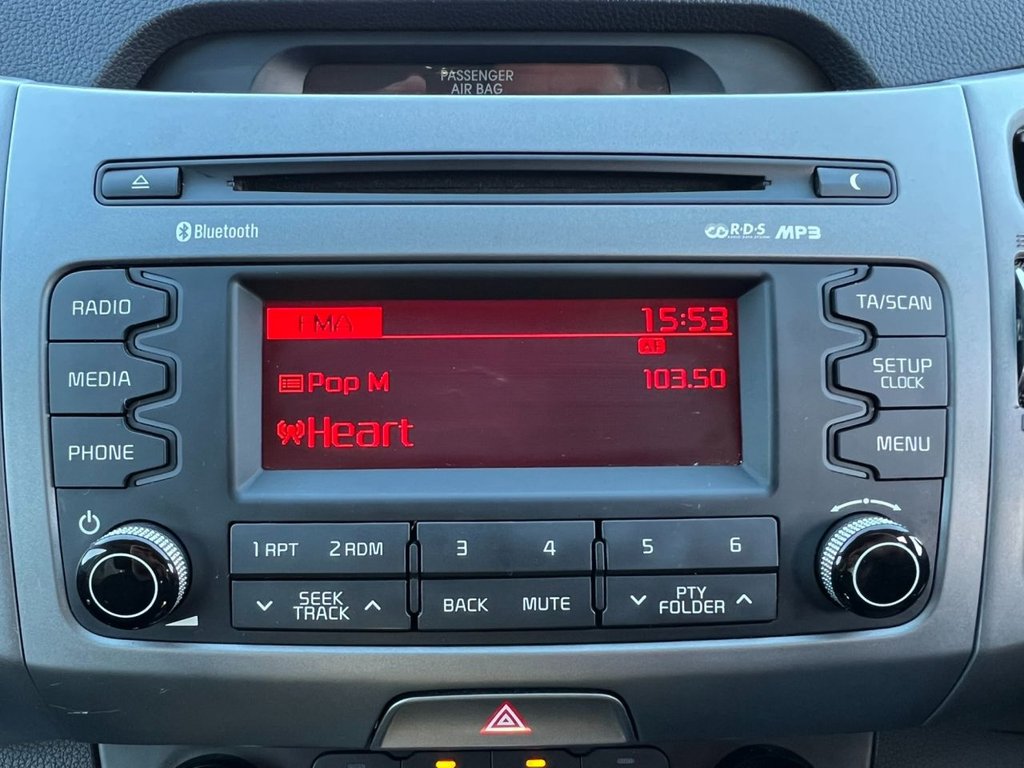 PASSENGER
AIR BAG
Bluetooth
R·D·S MP3
RADIO
MEDIA
PHONE
FMA 15:53
AF
Pop M 103.50
Heart
TA/SCAN
SETUP
CLOCK
MENU
1 RPT 2 RDM 3 4 5 6
SEEK
TRACK
BACK MUTE
PTY
FOLDER